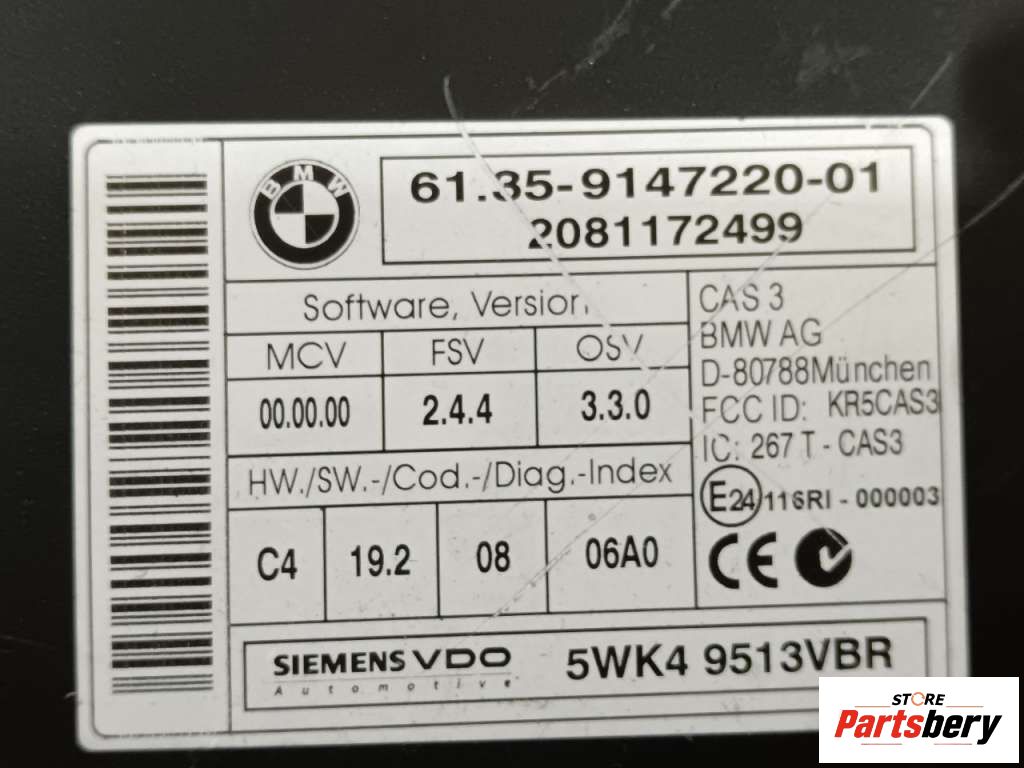 BMW
61.35-9147220-01
2081172499
Software, Version
MCV FSV OSV
00.00.00 2.4.4 3.3.0
HW./SW.-/Cod.-/Diag.-Index
C4 19.2 08 06A0
CAS 3
BMW AG
D-80788München
FCC ID: KR5CAS3
IC: 267 T - CAS3
E24 116RI - 000003
CE
SIEMENS VDO
Automotive
5WK4 9513VBR
STORE
Partsbery